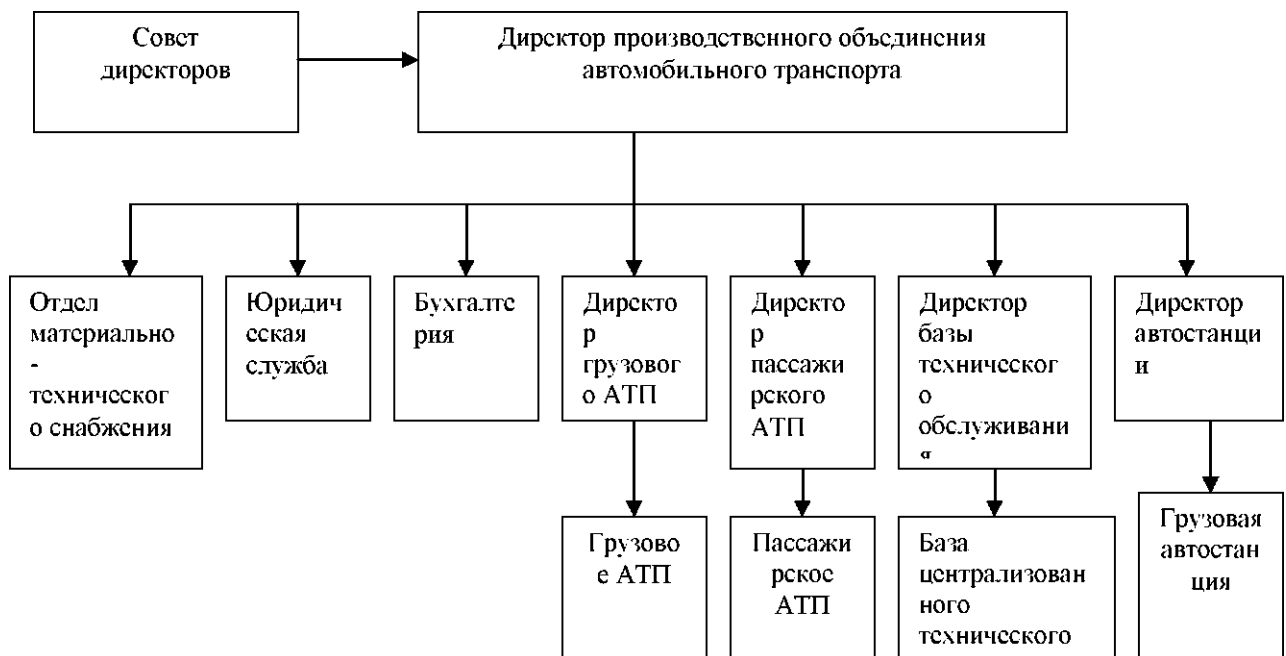 Совет
директоров
Директор производственного объединения
автомобильного транспорта
Отдел
материально
-
техническог
о снабжения
Юридич
еская
служба
Бухгалте
рия
Директо
р
грузовог
о АТП
Директо
р
пассажи
рского
АТП
Директор
базы
техническог
о
обслуживани
я
Директор
автостанци
и
Грузово
е АТП
Пассажи
рское
АТП
База
централизован
ного
технического
Грузовая
автостан
ция